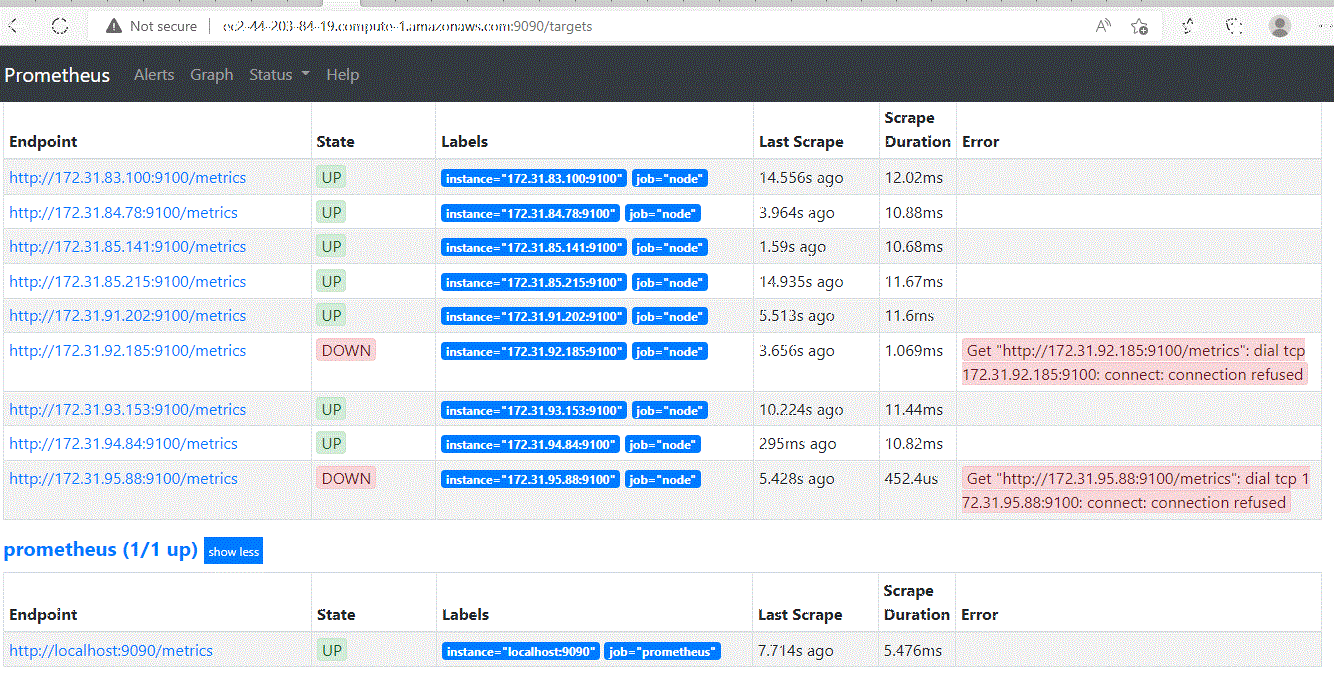 Not secure ec2-44-203-84-19.compute-1.amazonaws.com:9090/targets
Prometheus Alerts Graph Status Help
Endpoint State Labels Last Scrape Scrape Duration Error
http://172.31.83.100:9100/metrics UP instance="172.31.83.100:9100" job="node" 14.556s ago 12.02ms
http://172.31.84.78:9100/metrics UP instance="172.31.84.78:9100" job="node" 3.964s ago 10.88ms
http://172.31.85.141:9100/metrics UP instance="172.31.85.141:9100" job="node" 1.59s ago 10.68ms
http://172.31.85.215:9100/metrics UP instance="172.31.85.215:9100" job="node" 14.935s ago 11.67ms
http://172.31.91.202:9100/metrics UP instance="172.31.91.202:9100" job="node" 5.513s ago 11.6ms
http://172.31.92.185:9100/metrics DOWN instance="172.31.92.185:9100" job="node" 3.656s ago 1.069ms Get "http://172.31.92.185:9100/metrics": dial tcp
172.31.92.185:9100: connect: connection refused
http://172.31.93.153:9100/metrics UP instance="172.31.93.153:9100" job="node" 10.224s ago 11.44ms
http://172.31.94.84:9100/metrics UP instance="172.31.94.84:9100" job="node" 295ms ago 10.82ms
http://172.31.95.88:9100/metrics DOWN instance="172.31.95.88:9100" job="node" 5.428s ago 452.4us Get "http://172.31.95.88:9100/metrics": dial tcp 1
72.31.95.88:9100: connect: connection refused
prometheus (1/1 up) show less
Endpoint State Labels Last Scrape Scrape Duration Error
http://localhost:9090/metrics UP instance="localhost:9090" job="prometheus" 7.714s ago 5.476ms